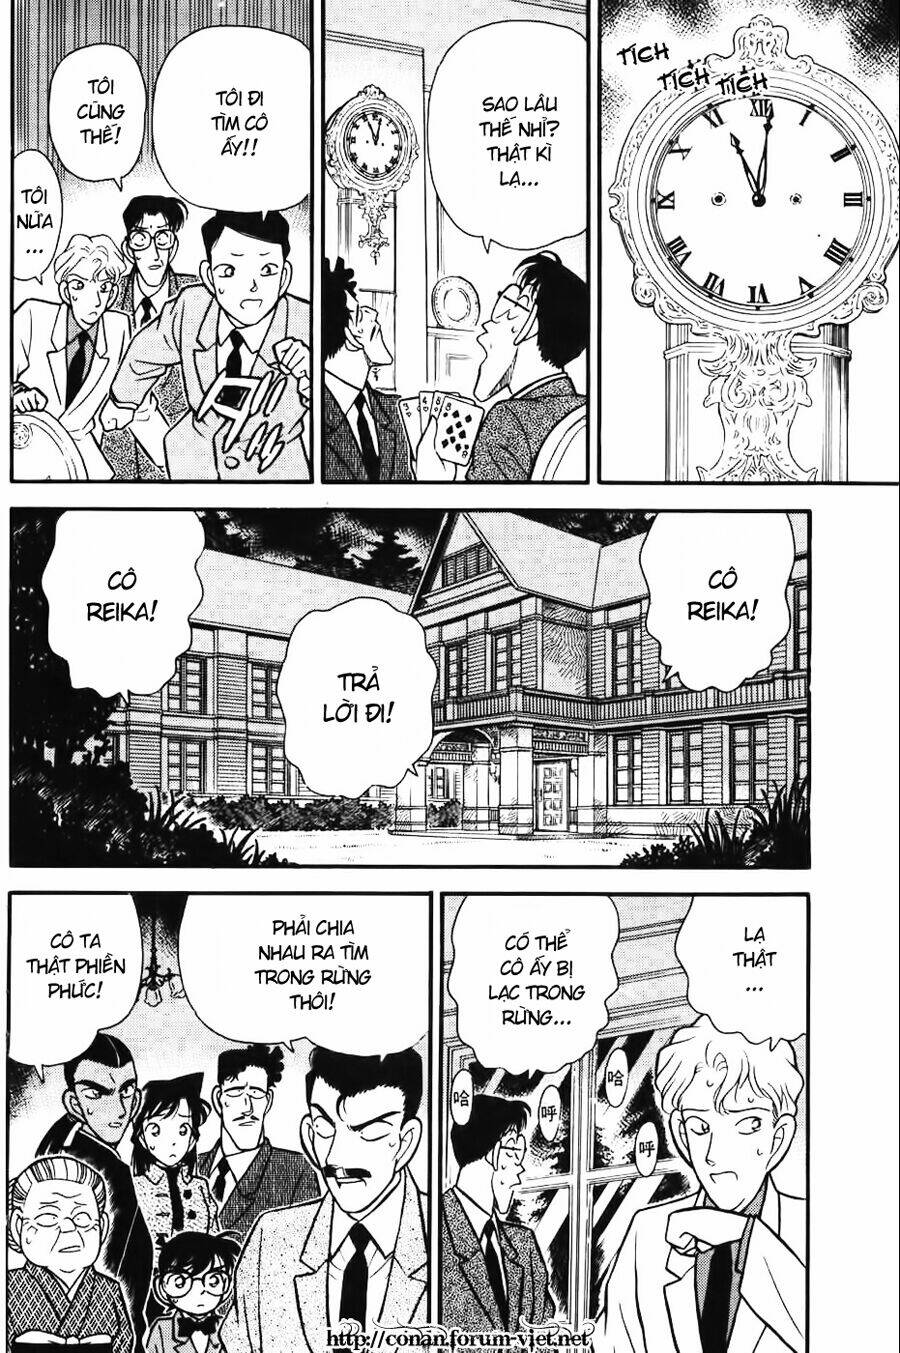 TÍCH
TÍCH
TÍCH
XII
SAO LÂU
THẾ NHỈ?
THẬT KÌ
LẠ...
TÔI ĐI
TÌM CÔ
ẤY!!
TÔI
CŨNG
THẾ!
TÔI
NỮA
...
CÔ
REIKA!
TRẢ
LỜI ĐI!
CÔ
REIKA!
LẠ
THẬT
...
CÓ THỂ
CÔ ẤY BỊ
LẠC TRONG
RỪNG...
呼
呼
哈
哈
PHẢI CHIA
NHAU RA TÌM
TRONG RỪNG
THÔI!
CÔ TA
THẬT PHIỀN
PHỨC!
http://conan.forum-viet.net